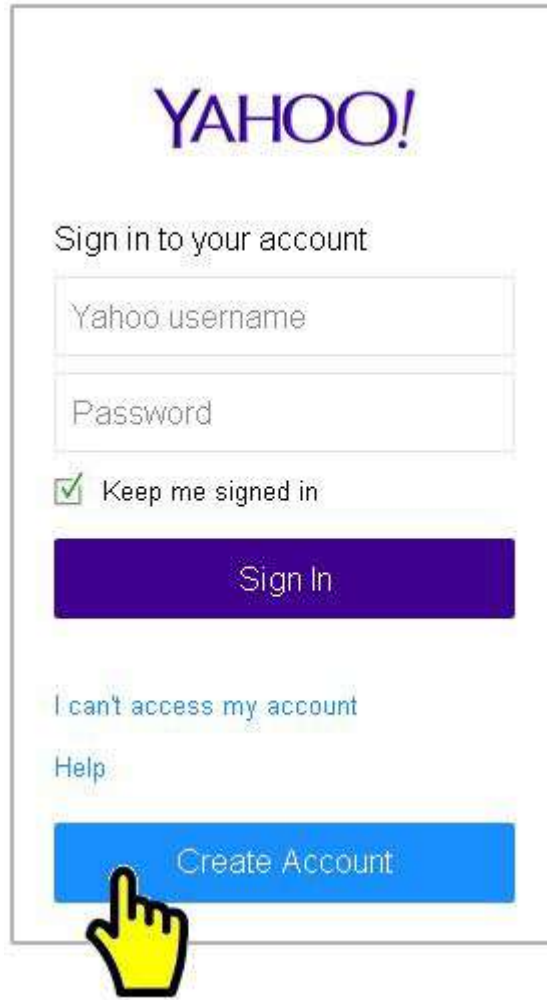 YAHOO!
Sign in to your account
Yahoo username
Password
Keep me signed in
Sign In
I can't access my account
Help
Create Account